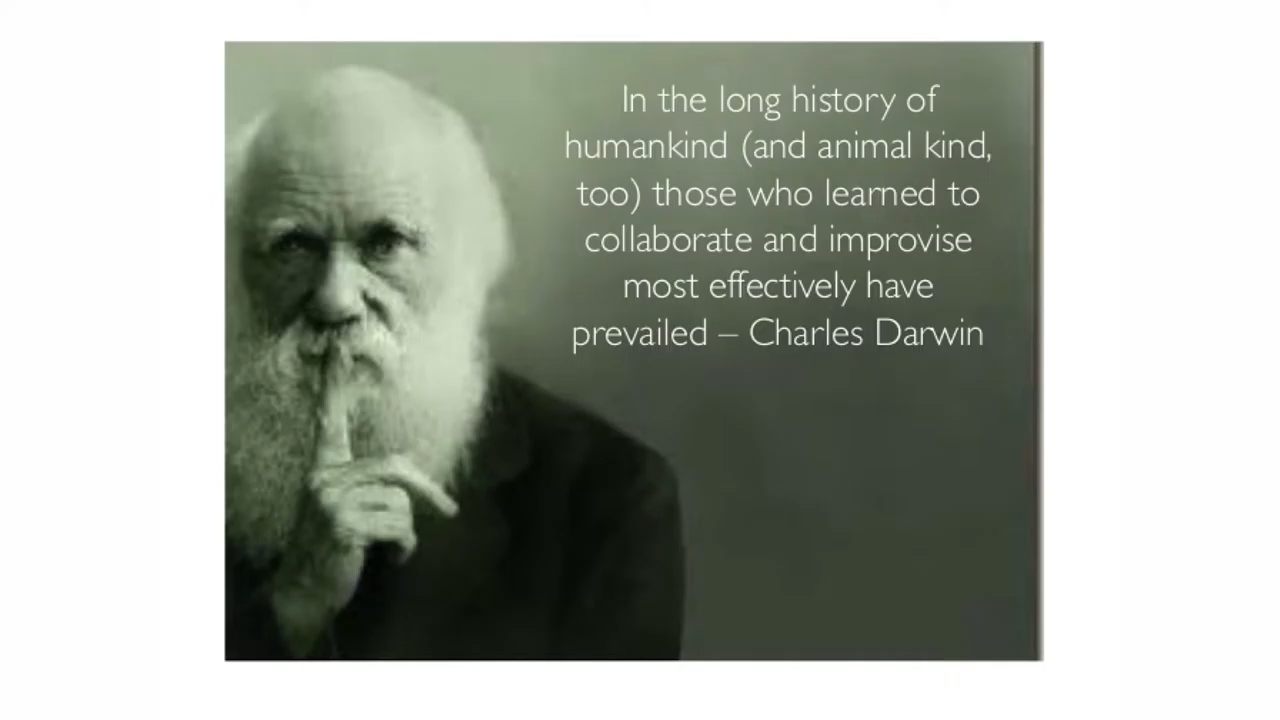 In the long history of
humankind (and animal kind,
too) those who learned to
collaborate and improvise
most effectively have
prevailed – Charles Darwin